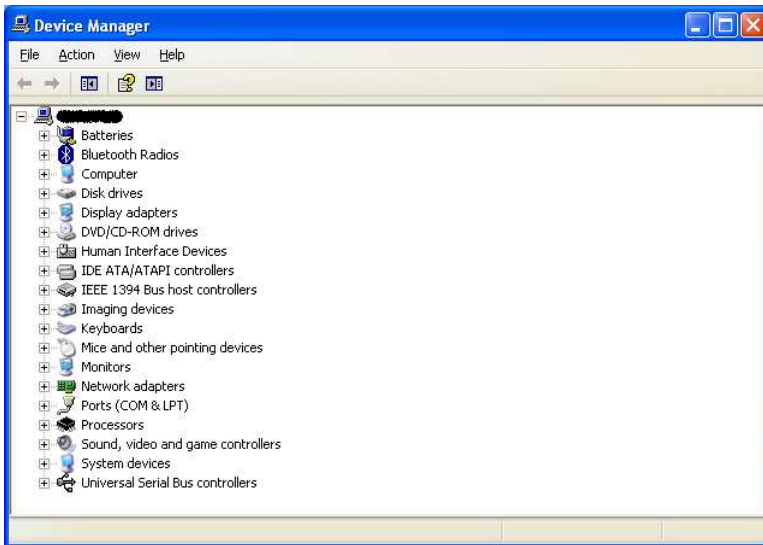 Device Manager
File Action View Help
Batteries
Bluetooth Radios
Computer
Disk drives
Display adapters
DVD/CD-ROM drives
Human Interface Devices
IDE ATA/ATAPI controllers
IEEE 1394 Bus host controllers
Imaging devices
Keyboards
Mice and other pointing devices
Monitors
Network adapters
Ports (COM & LPT)
Processors
Sound, video and game controllers
System devices
Universal Serial Bus controllers